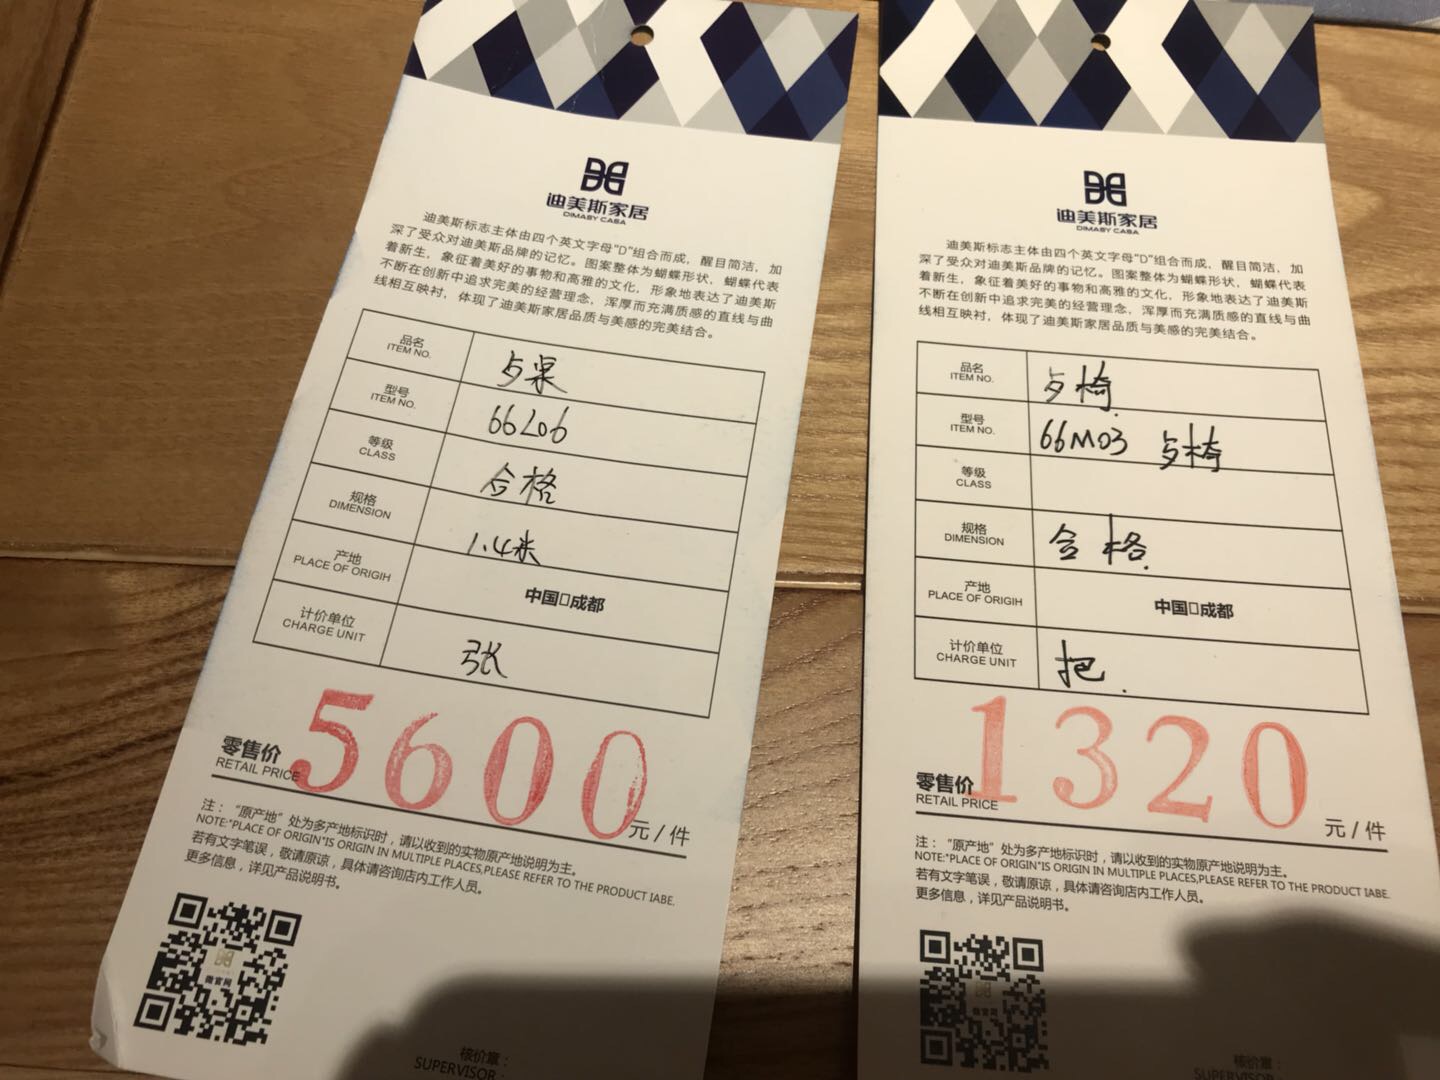 迪美斯家居
DIMABY CASA
迪美斯标志主体由四个英文字母"D"组合而成，醒目简洁，加
深了受众对迪美斯品牌的记忆。图案整体为蝴蝶形状，蝴蝶代表
着新生，象征着美好的事物和高雅的文化，形象地表达了迪美斯
不断在创新中追求完美的经营理念，浑厚而充满质感的直线与曲
线相互映衬，体现了迪美斯家居品质与美感的完美结合。
品名
ITEM NO.
型号
ITEM NO.
66L06
等级
CLASS
合格
规格
DIMENSION
1.4米
产地
PLACE OF ORIGIH
中国▯成都
计价单位
CHARGE UNIT
张
零售价
RETAIL PRICE
5600
元/件
注："原产地"处为多产地标识时，请以收到的实物原产地说明为主。
NOTE:"PLACE OF ORIGIN"IS ORIGIN IN MULTIPLE PLACES,PLEASE REFER TO THE PRODUCT IABE.
若有文字笔误，敬请原谅，具体请咨询店内工作人员。
更多信息，详见产品说明书。
微官网
核价章：
SUPERVISOR：
迪美斯家居
DIMABY CASA
迪美斯标志主体由四个英文字母"D"组合而成，醒目简洁，加
深了受众对迪美斯品牌的记忆。图案整体为蝴蝶形状，蝴蝶代表
着新生，象征着美好的事物和高雅的文化，形象地表达了迪美斯
不断在创新中追求完美的经营理念，浑厚而充满质感的直线与曲
线相互映衬，体现了迪美斯家居品质与美感的完美结合。
品名
ITEM NO.
椅
型号
ITEM NO.
66M03 椅
等级
CLASS
规格
DIMENSION
合格
产地
PLACE OF ORIGIH
中国▯成都
计价单位
CHARGE UNIT
把
零售价
RETAIL PRICE
1320
元/件
注："原产地"处为多产地标识时，请以收到的实物原产地说明为主。
NOTE:"PLACE OF ORIGIN"IS ORIGIN IN MULTIPLE PLACES,PLEASE REFER TO THE PRODUCT IABE.
若有文字笔误，敬请原谅，具体请咨询店内工作人员。
更多信息，详见产品说明书。
微官网
核价章：
SUPERVISOR：